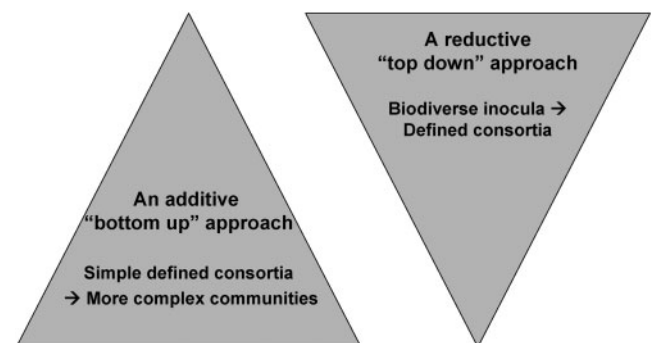 An additive
“bottom up” approach
Simple defined consortia
→ More complex communities
A reductive
“top down” approach
Biodiverse inocula →
Defined consortia